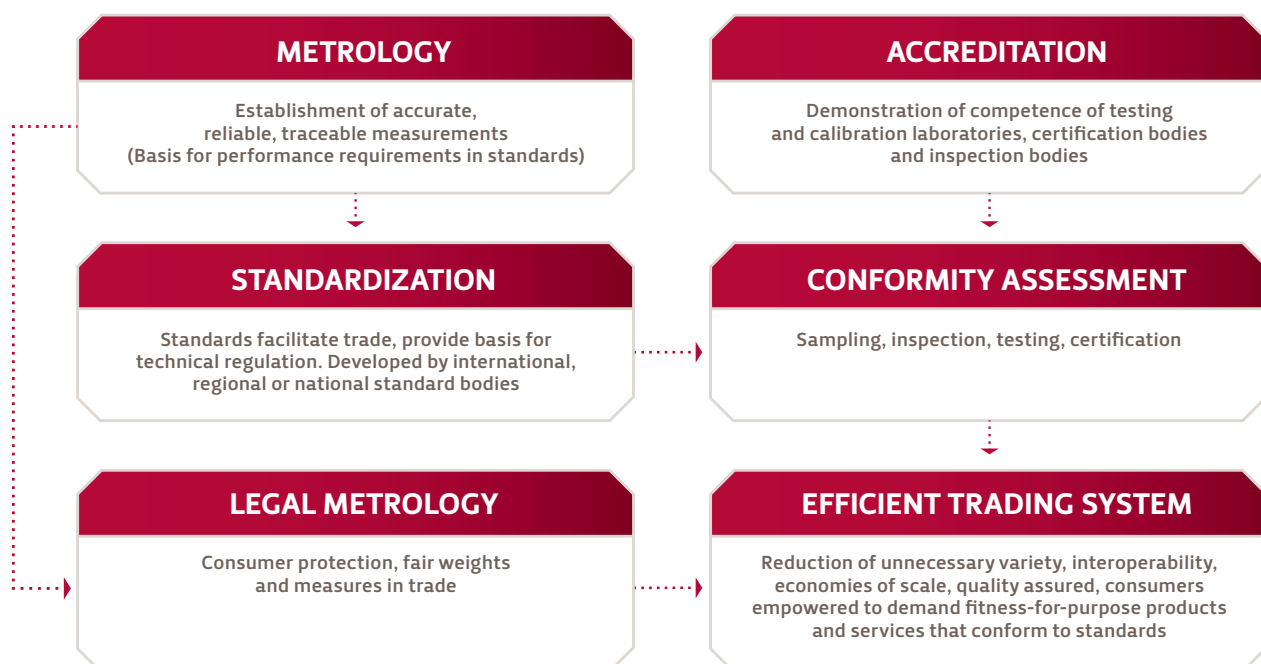 METROLOGY
Establishment of accurate,
reliable, traceable measurements
(Basis for performance requirements in standards)
ACCREDITATION
Demonstration of competence of testing
and calibration laboratories, certification bodies
and inspection bodies
STANDARDIZATION
Standards facilitate trade, provide basis for
technical regulation. Developed by international,
regional or national standard bodies
CONFORMITY ASSESSMENT
Sampling, inspection, testing, certification
LEGAL METROLOGY
Consumer protection, fair weights
and measures in trade
EFFICIENT TRADING SYSTEM
Reduction of unnecessary variety, interoperability,
economies of scale, quality assured, consumers
empowered to demand fitness-for-purpose products
and services that conform to standards